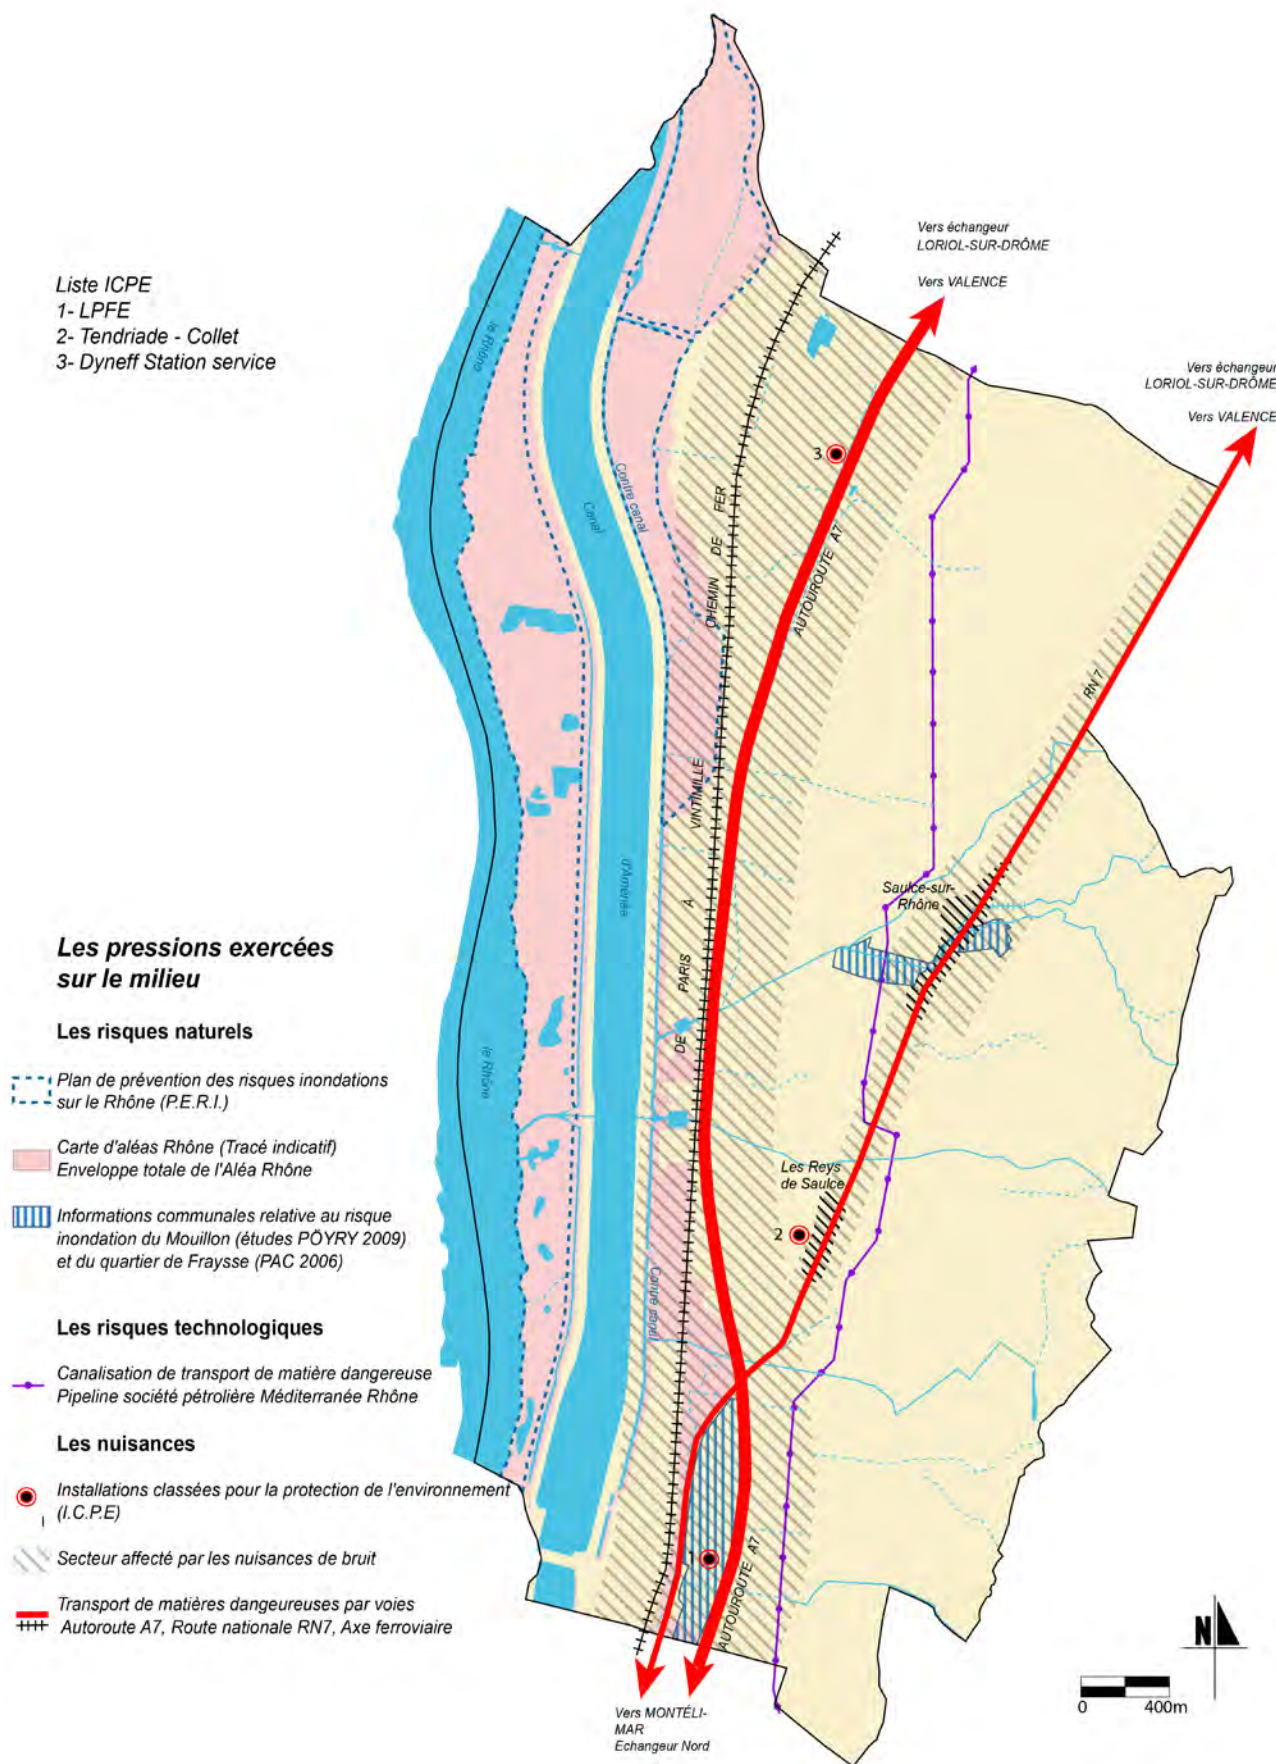 Vers échangeur
LORIOL-SUR-DRÔME
Vers VALENCE
Liste ICPE
1- LPFE
2- Tendriade - Collet
3- Dyneff Station service
Vers échangeur
LORIOL-SUR-DRÔME
Vers VALENCE
le Rhône
Canal
Contre canal
3
CHEMIN DE FER
AUTOUROUTE A7
RN 7
VINTIMILLE
À
d'Aménée
Saulce-sur-
Rhône
PARIS
DE
le Rhône
Les Reys
de Saulce
2
Contre canal
1
AUTOUROUTE A7
Les pressions exercées
sur le milieu
Les risques naturels
Plan de prévention des risques inondations
sur le Rhône (P.E.R.I.)
Carte d'aléas Rhône (Tracé indicatif)
Enveloppe totale de l'Aléa Rhône
Informations communales relative au risque
inondation du Mouillon (études PÖYRY 2009)
et du quartier de Fraysse (PAC 2006)
Les risques technologiques
Canalisation de transport de matière dangereuse
Pipeline société pétrolière Méditerranée Rhône
Les nuisances
Installations classées pour la protection de l'environnement
(I.C.P.E)
Secteur affecté par les nuisances de bruit
Transport de matières dangeureuses par voies
Autoroute A7, Route nationale RN7, Axe ferroviaire
N
0 400m
Vers MONTÉLI-
MAR
Echangeur Nord